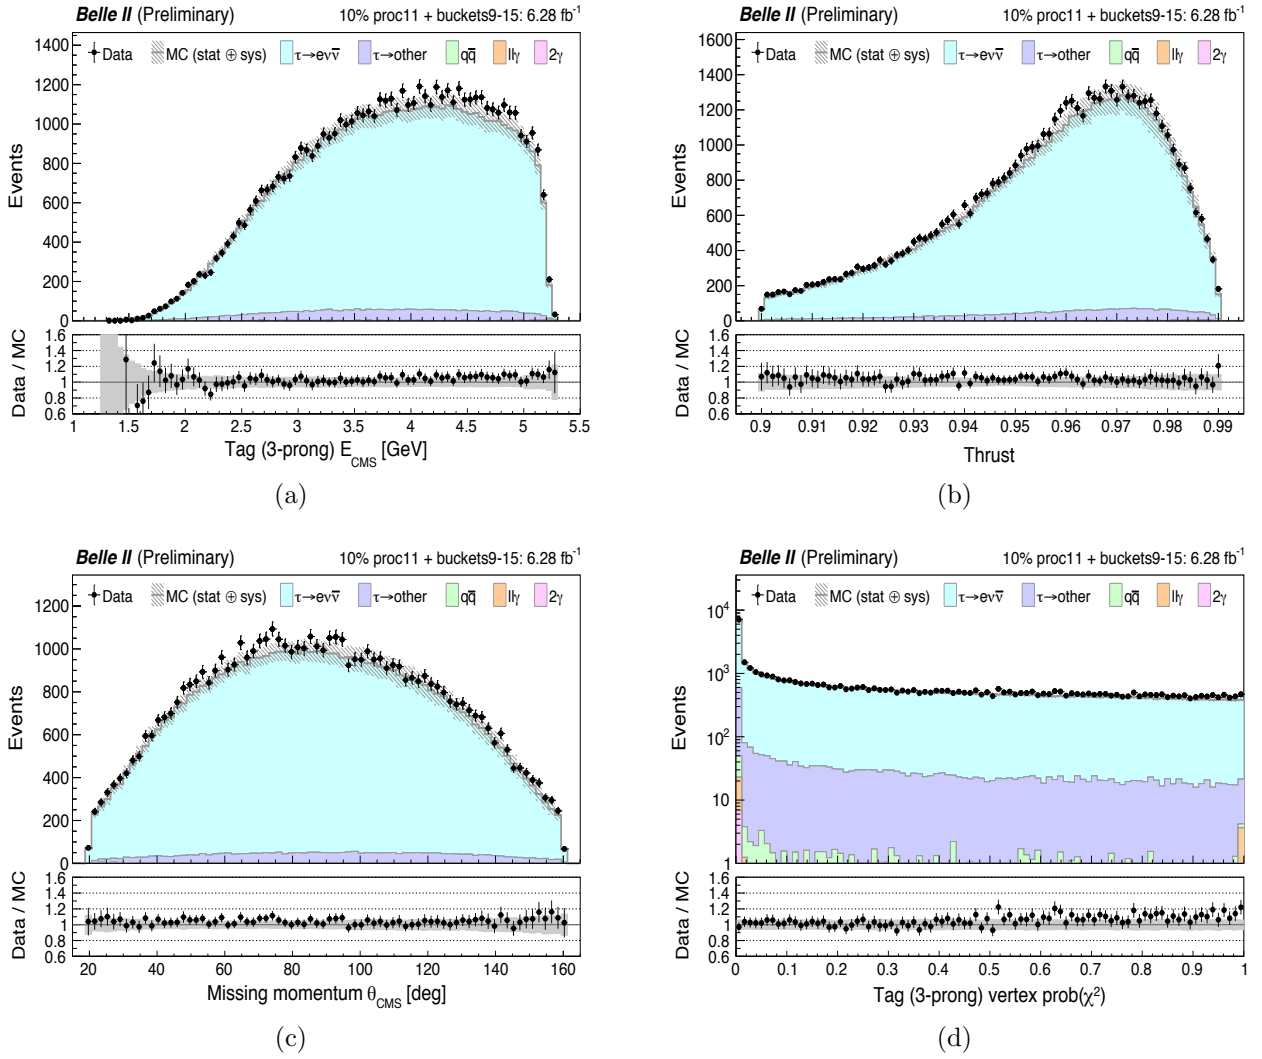 Belle II (Preliminary) 10% proc11 + buckets9-15: 6.28 fb⁻¹
Data MC (stat ⊕ sys) τ→eνν̅ τ→other qq̅ llγ 2γ
Events
1400
1200
1000
800
600
400
200
0
Data / MC
1.6
1.4
1.2
1
0.8
0.6
1 1.5 2 2.5 3 3.5 4 4.5 5 5.5
Tag (3-prong) E_CMS [GeV]
(a)
Belle II (Preliminary) 10% proc11 + buckets9-15: 6.28 fb⁻¹
Data MC (stat ⊕ sys) τ→eνν̅ τ→other qq̅ llγ 2γ
Events
1600
1400
1200
1000
800
600
400
200
0
Data / MC
1.6
1.4
1.2
1
0.8
0.6
0.9 0.91 0.92 0.93 0.94 0.95 0.96 0.97 0.98 0.99
Thrust
(b)
Belle II (Preliminary) 10% proc11 + buckets9-15: 6.28 fb⁻¹
Data MC (stat ⊕ sys) τ→eνν̅ τ→other qq̅ llγ 2γ
Events
1200
1000
800
600
400
200
0
Data / MC
1.6
1.4
1.2
1
0.8
0.6
20 40 60 80 100 120 140 160
Missing momentum θ_CMS [deg]
(c)
Belle II (Preliminary) 10% proc11 + buckets9-15: 6.28 fb⁻¹
Data MC (stat ⊕ sys) τ→eνν̅ τ→other qq̅ llγ 2γ
Events
10⁴
10³
10²
10
1
Data / MC
1.6
1.4
1.2
1
0.8
0.6
0 0.1 0.2 0.3 0.4 0.5 0.6 0.7 0.8 0.9 1
Tag (3-prong) vertex prob(χ²)
(d)